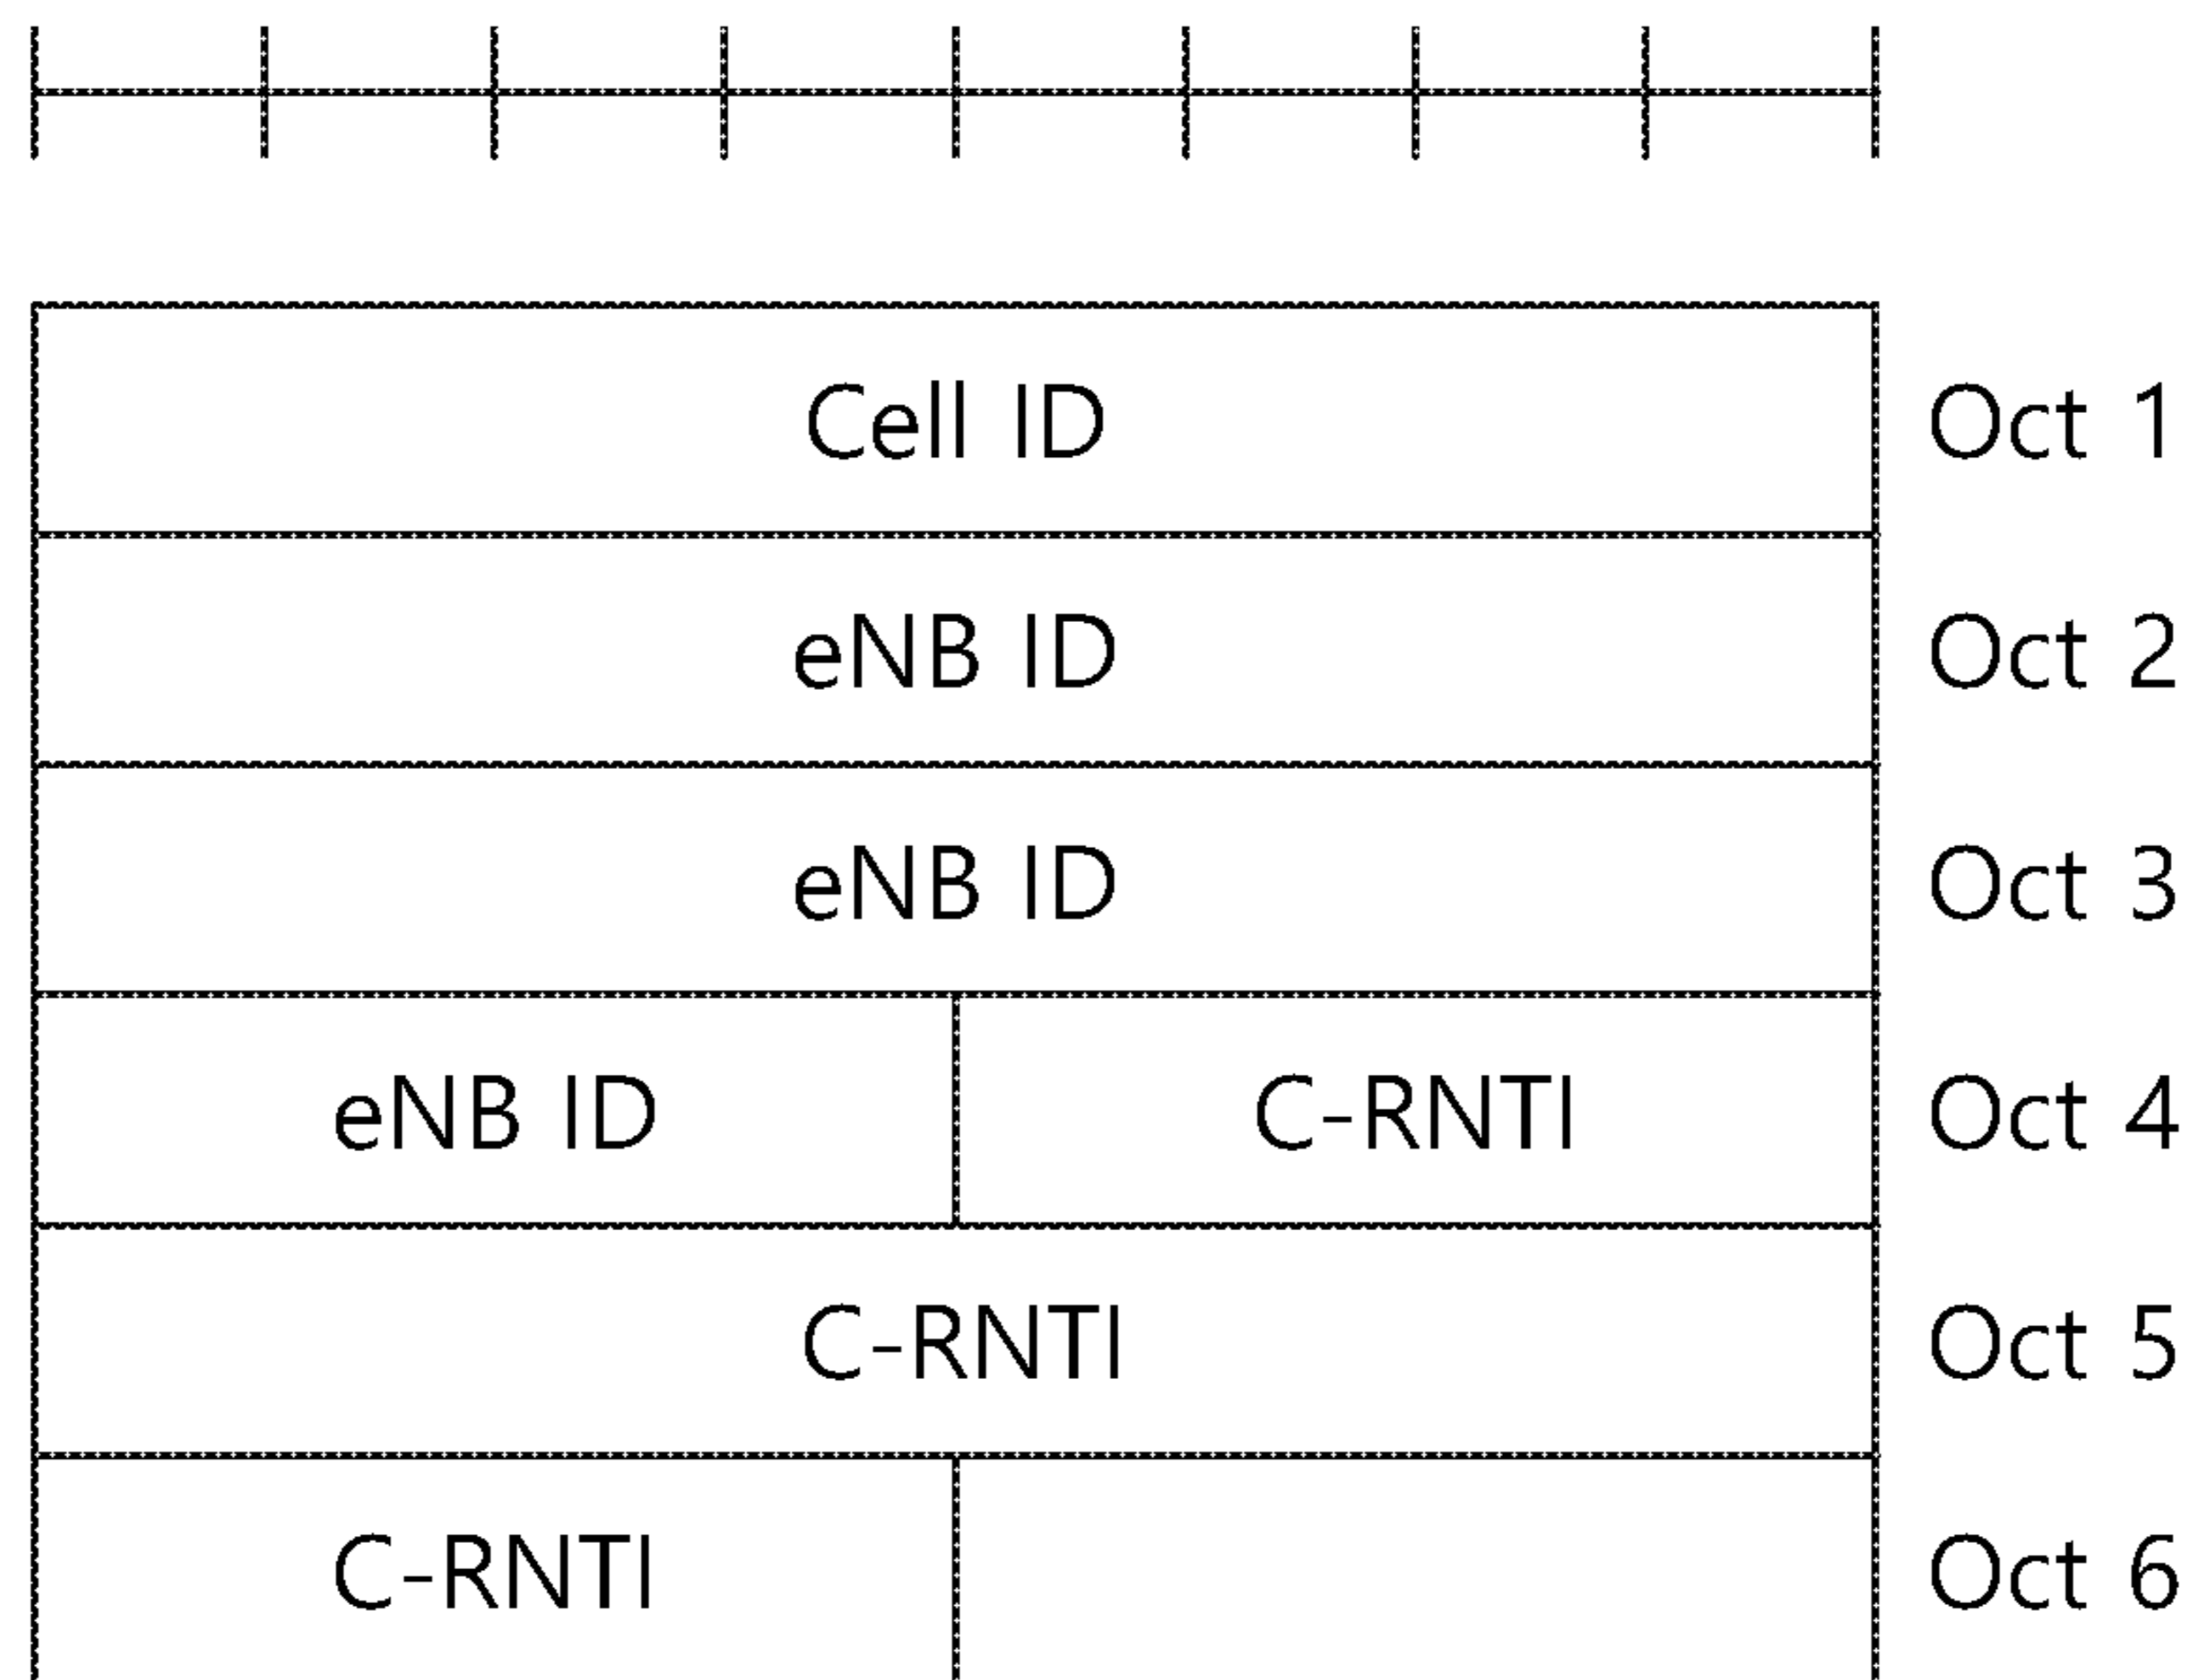 Cell ID Oct 1
eNB ID Oct 2
eNB ID Oct 3
eNB ID C-RNTI Oct 4
C-RNTI Oct 5
C-RNTI Oct 6